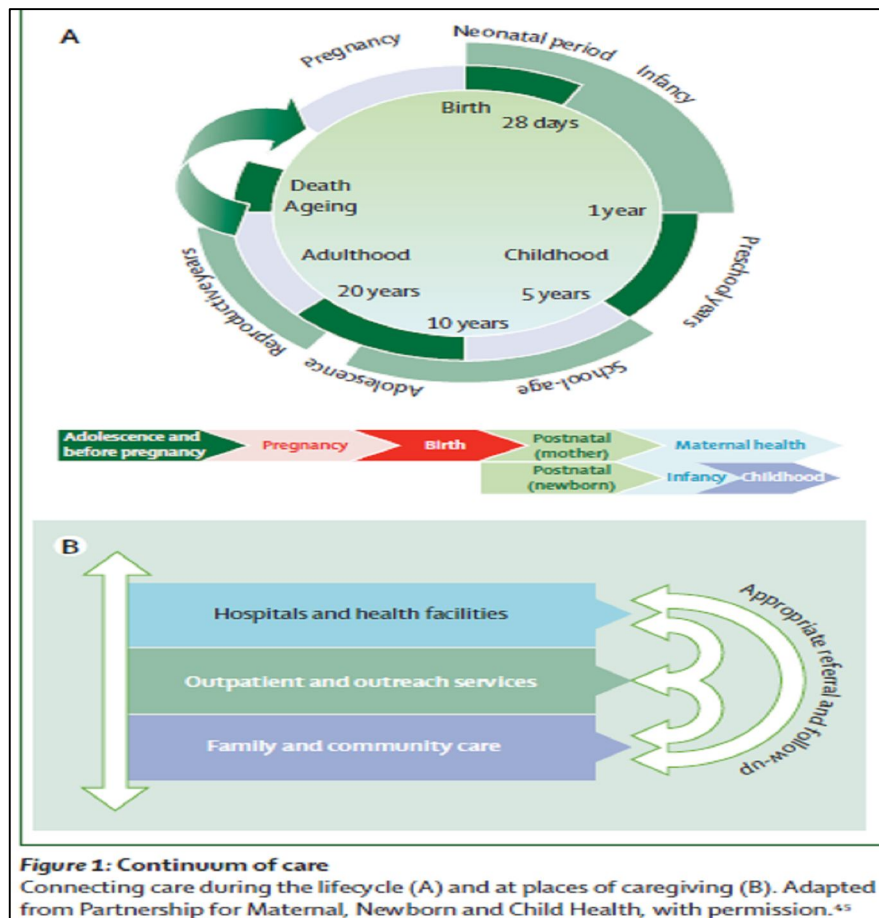 A
Pregnancy
Neonatal period
Infancy
Birth
28 days
Death
Ageing
1 year
Adulthood
Childhood
20 years
5 years
10 years
Preschool years
School-age
Adolescence
Reproductive years
Adolescence and
before pregnancy
Pregnancy
Birth
Postnatal
(mother)
Maternal health
Postnatal
(newborn)
Infancy
Childhood
B
Hospitals and health facilities
Outpatient and outreach services
Family and community care
Appropriate referral and follow-up
Figure 1: Continuum of care
Connecting care during the lifecycle (A) and at places of caregiving (B). Adapted
from Partnership for Maternal, Newborn and Child Health, with permission.⁴⁵